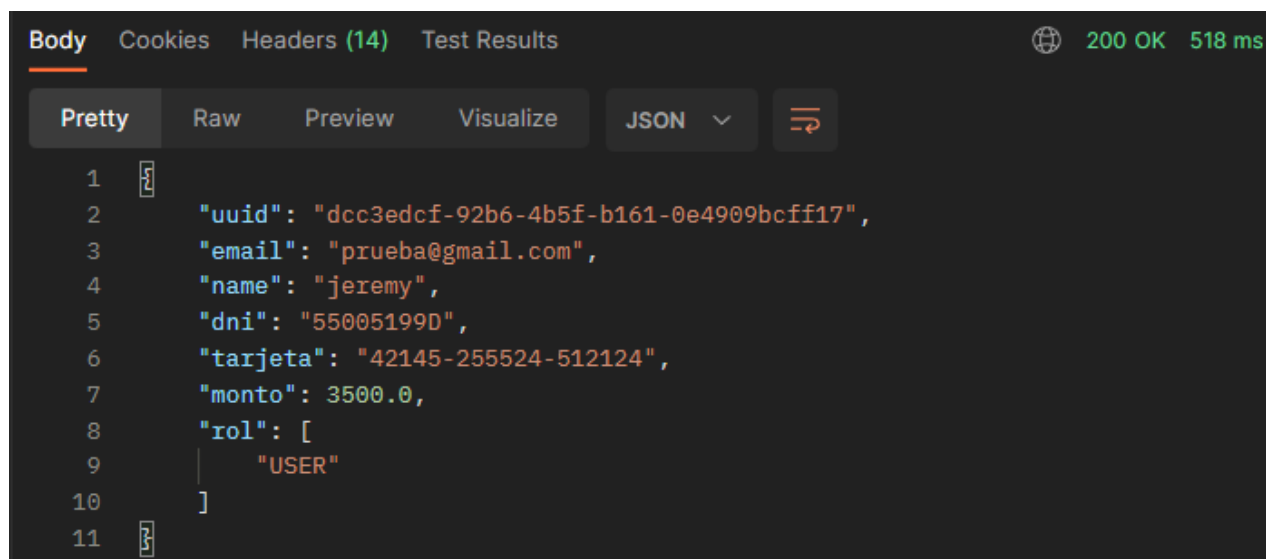 Body Cookies Headers (14) Test Results 200 OK 518 ms
Pretty Raw Preview Visualize JSON
1 {
2 "uuid": "dcc3edcf-92b6-4b5f-b161-0e4909bcff17",
3 "email": "prueba@gmail.com",
4 "name": "jeremy",
5 "dni": "55005199D",
6 "tarjeta": "42145-255524-512124",
7 "monto": 3500.0,
8 "rol": [
9 "USER"
10 ]
11 }